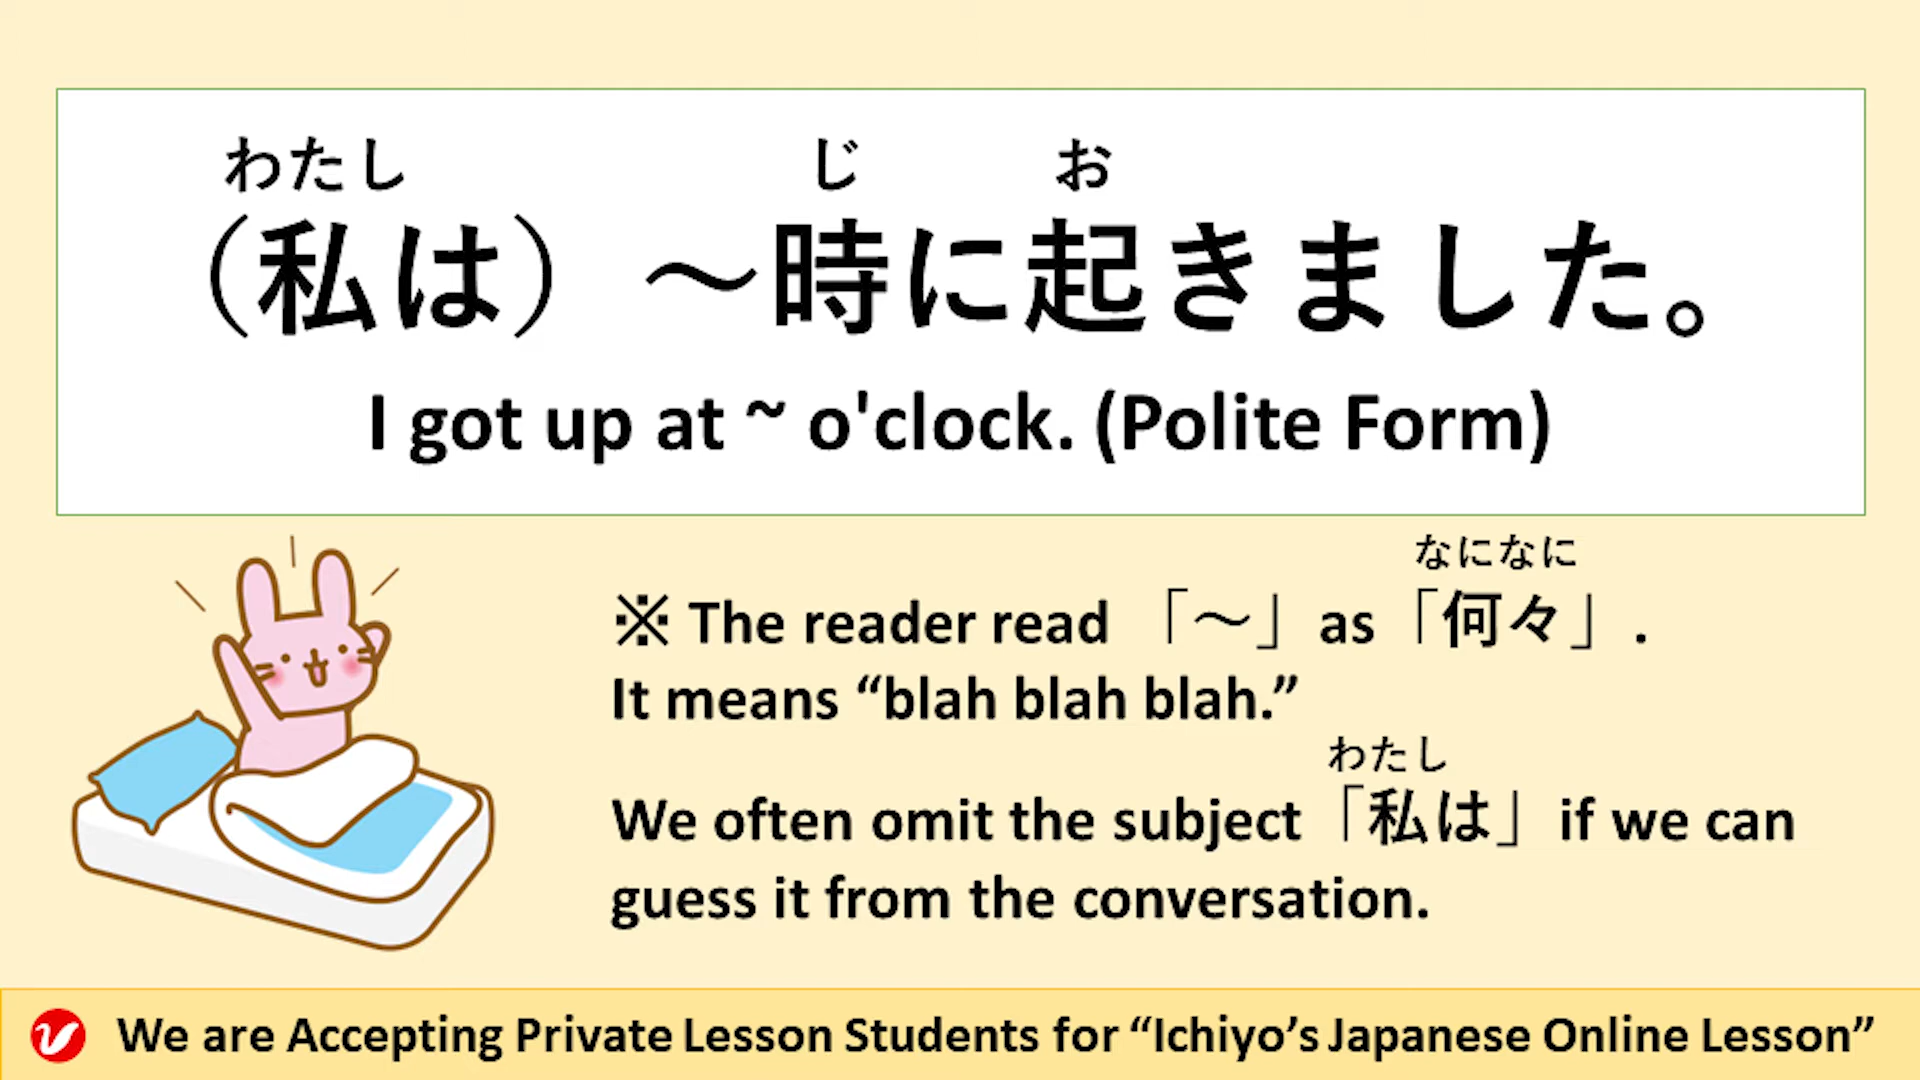 わたし じ お
（私は） ～時に起きました。
I got up at ~ o'clock. (Polite Form)
なになに
※ The reader read 「～」 as 「何々」.
It means “blah blah blah.”
わたし
We often omit the subject 「私は」 if we can
guess it from the conversation.
We are Accepting Private Lesson Students for “Ichiyo’s Japanese Online Lesson”